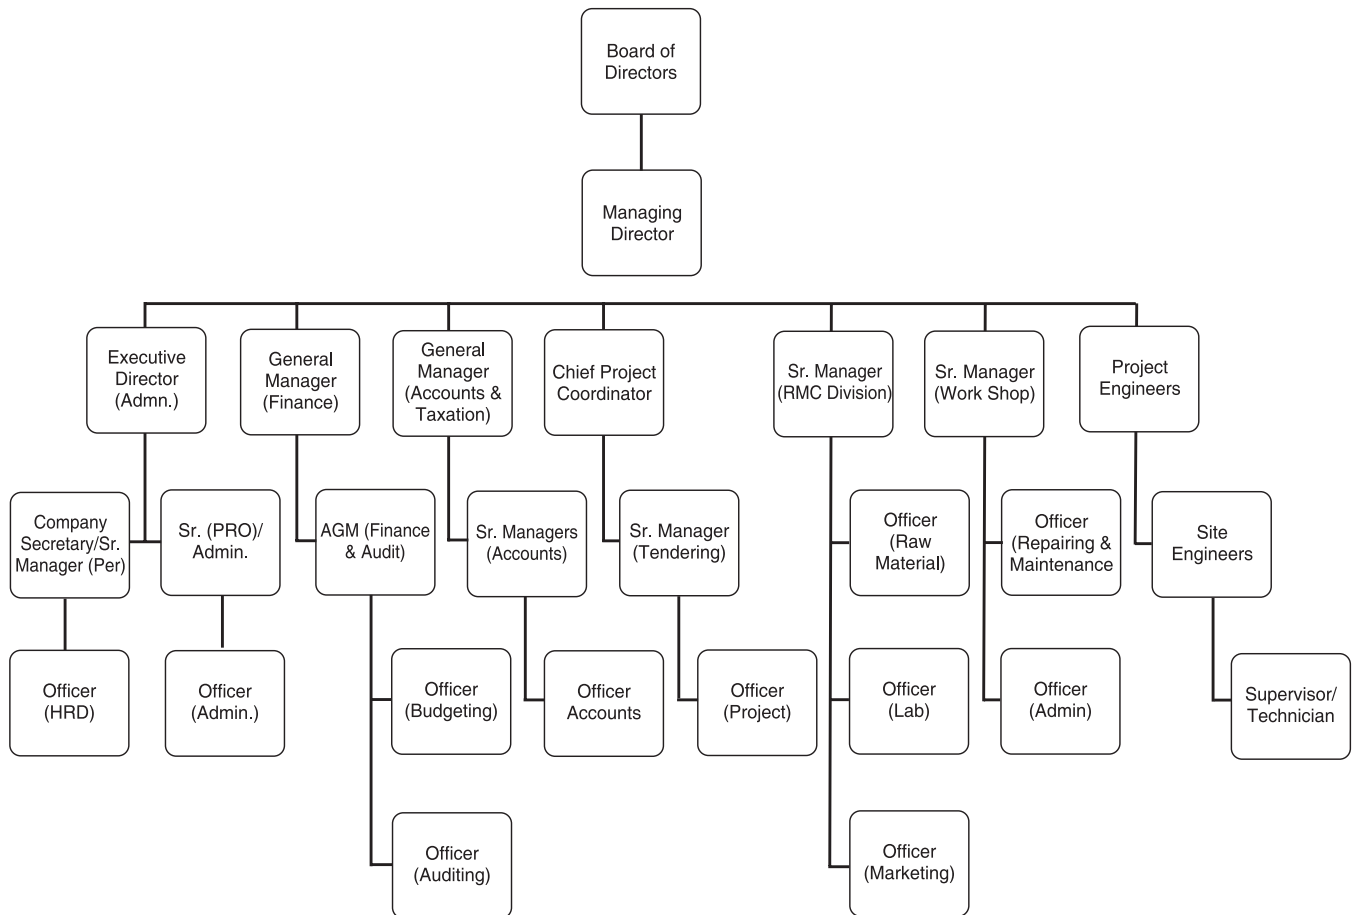 Board of
Directors
Managing
Director
Executive
Director
(Admn.)
General
Manager
(Finance)
General
Manager
(Accounts &
Taxation)
Chief Project
Coordinator
Sr. Manager
(RMC Division)
Sr. Manager
(Work Shop)
Project
Engineers
Company
Secretary/Sr.
Manager (Per)
Sr. (PRO)/
Admin.
AGM (Finance
& Audit)
Sr. Managers
(Accounts)
Sr. Manager
(Tendering)
Officer
(Raw
Material)
Officer
(Repairing &
Maintenance
Site
Engineers
Officer
(HRD)
Officer
(Admin.)
Officer
(Budgeting)
Officer
Accounts
Officer
(Project)
Officer
(Lab)
Officer
(Admin)
Supervisor/
Technician
Officer
(Auditing)
Officer
(Marketing)